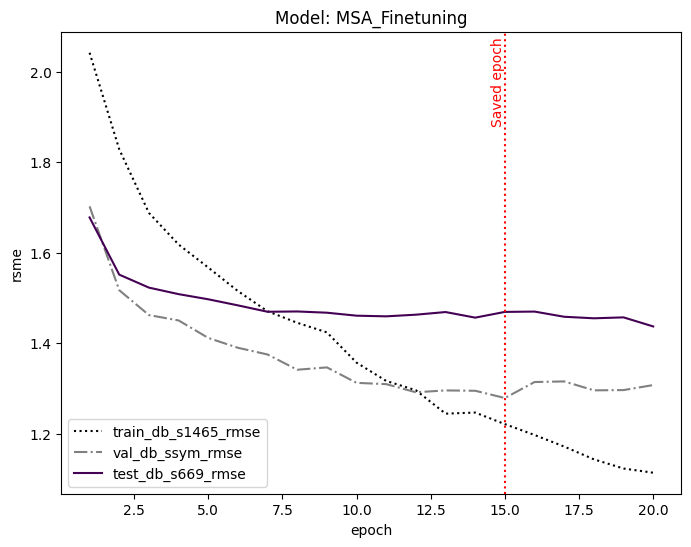 Model: MSA_Finetuning
2.0
1.8
1.6
1.4
1.2
rsme
Saved epoch
train_db_s1465_rmse
val_db_ssym_rmse
test_db_s669_rmse
2.5 5.0 7.5 10.0 12.5 15.0 17.5 20.0
epoch